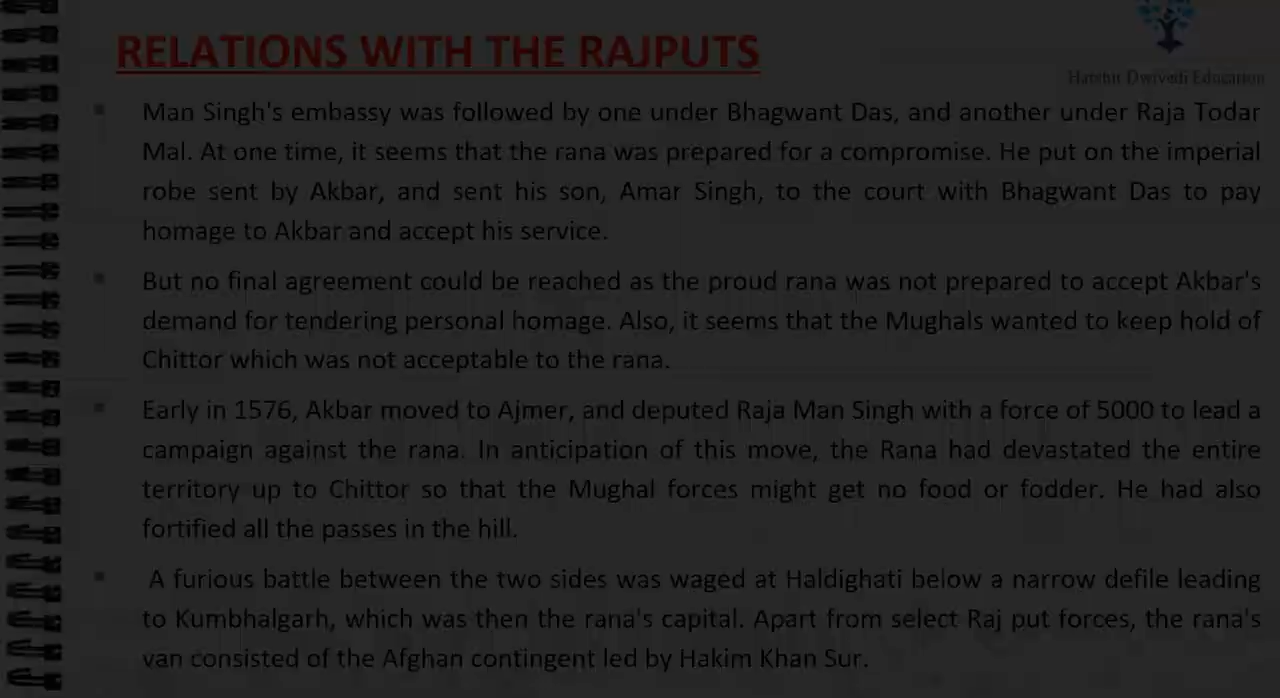 RELATIONS WITH THE RAJPUTS
Harshit Dwivedi Education
Man Singh's embassy was followed by one under Bhagwant Das, and another under Raja Todar
Mal. At one time, it seems that the rana was prepared for a compromise. He put on the imperial
robe sent by Akbar, and sent his son, Amar Singh, to the court with Bhagwant Das to pay
homage to Akbar and accept his service.
But no final agreement could be reached as the proud rana was not prepared to accept Akbar's
demand for tendering personal homage. Also, it seems that the Mughals wanted to keep hold of
Chittor which was not acceptable to the rana.
Early in 1576, Akbar moved to Ajmer, and deputed Raja Man Singh with a force of 5000 to lead a
campaign against the rana. In anticipation of this move, the Rana had devastated the entire
territory up to Chittor so that the Mughal forces might get no food or fodder. He had also
fortified all the passes in the hill.
A furious battle between the two sides was waged at Haldighati below a narrow defile leading
to Kumbhalgarh, which was then the rana's capital. Apart from select Raj put forces, the rana's
van consisted of the Afghan contingent led by Hakim Khan Sur.